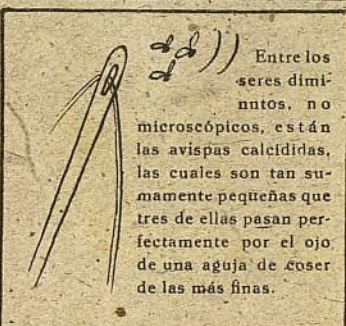 Entre los
seres dimi-
nutos, no
microscópicos, están
las avispas calcididas,
las cuales son tan su-
mamente pequeñas que
tres de ellas pasan per-
fectamente por el ojo
de una aguja de coser
de las más finas.